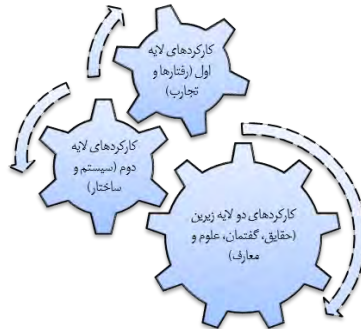 کارکردهای لایه
اول (رفتارها و
تجارب)
کارکردهای لایه
دوم (سیستم و
ساختار)
کارکردهای دو لایه زیرین
(حقایق، گفتمان، علوم و
معارف)